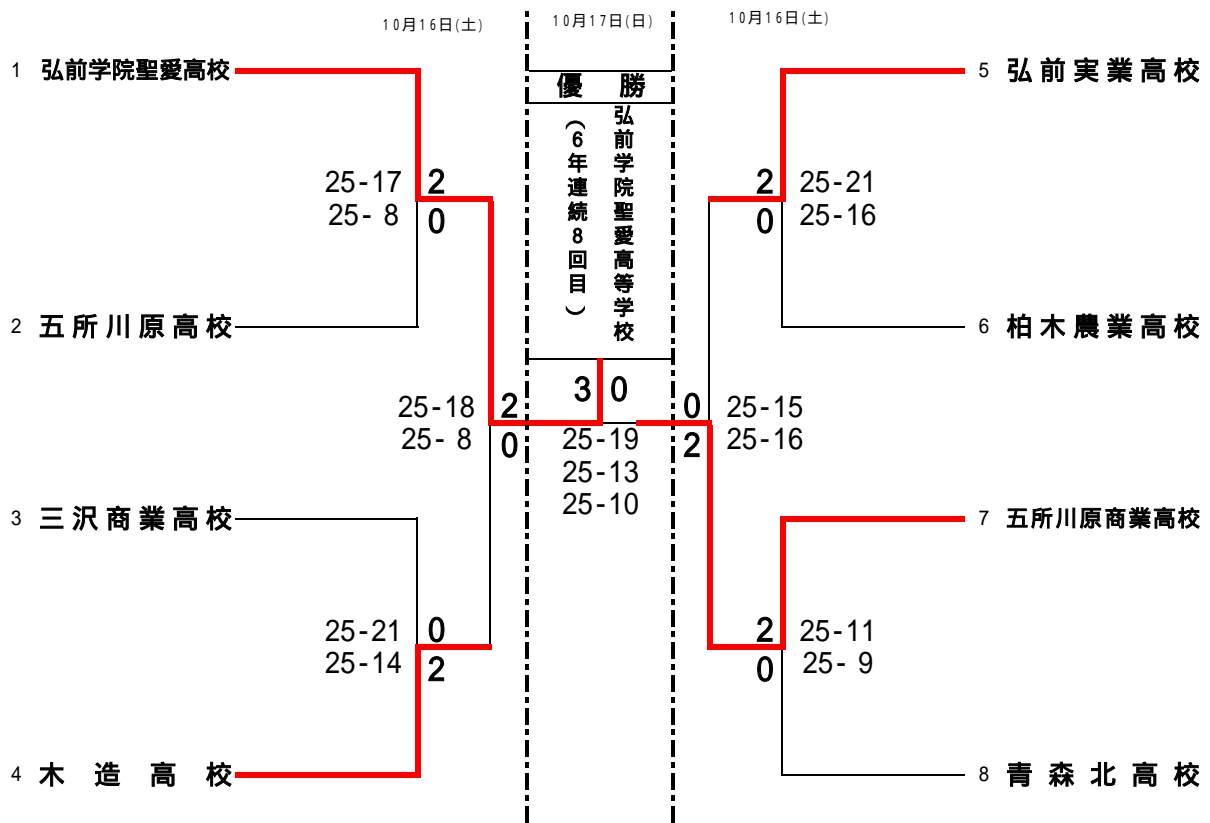 10月16日(土)
10月17日(日)
10月16日(土)
優勝
弘前学院聖愛高等学校
(6年連続8回目)
1 弘前学院聖愛高校
5 弘前実業高校
25-17 2
25- 8 0
2 25-21
0 25-16
2 五所川原高校
6 柏木農業高校
3 0
25-18 2
25- 8 0
25-19
25-13
25-10
0 25-15
2 25-16
3 三沢商業高校
7 五所川原商業高校
25-21 0
25-14 2
2 25-11
0 25- 9
4 木造高校
8 青森北高校